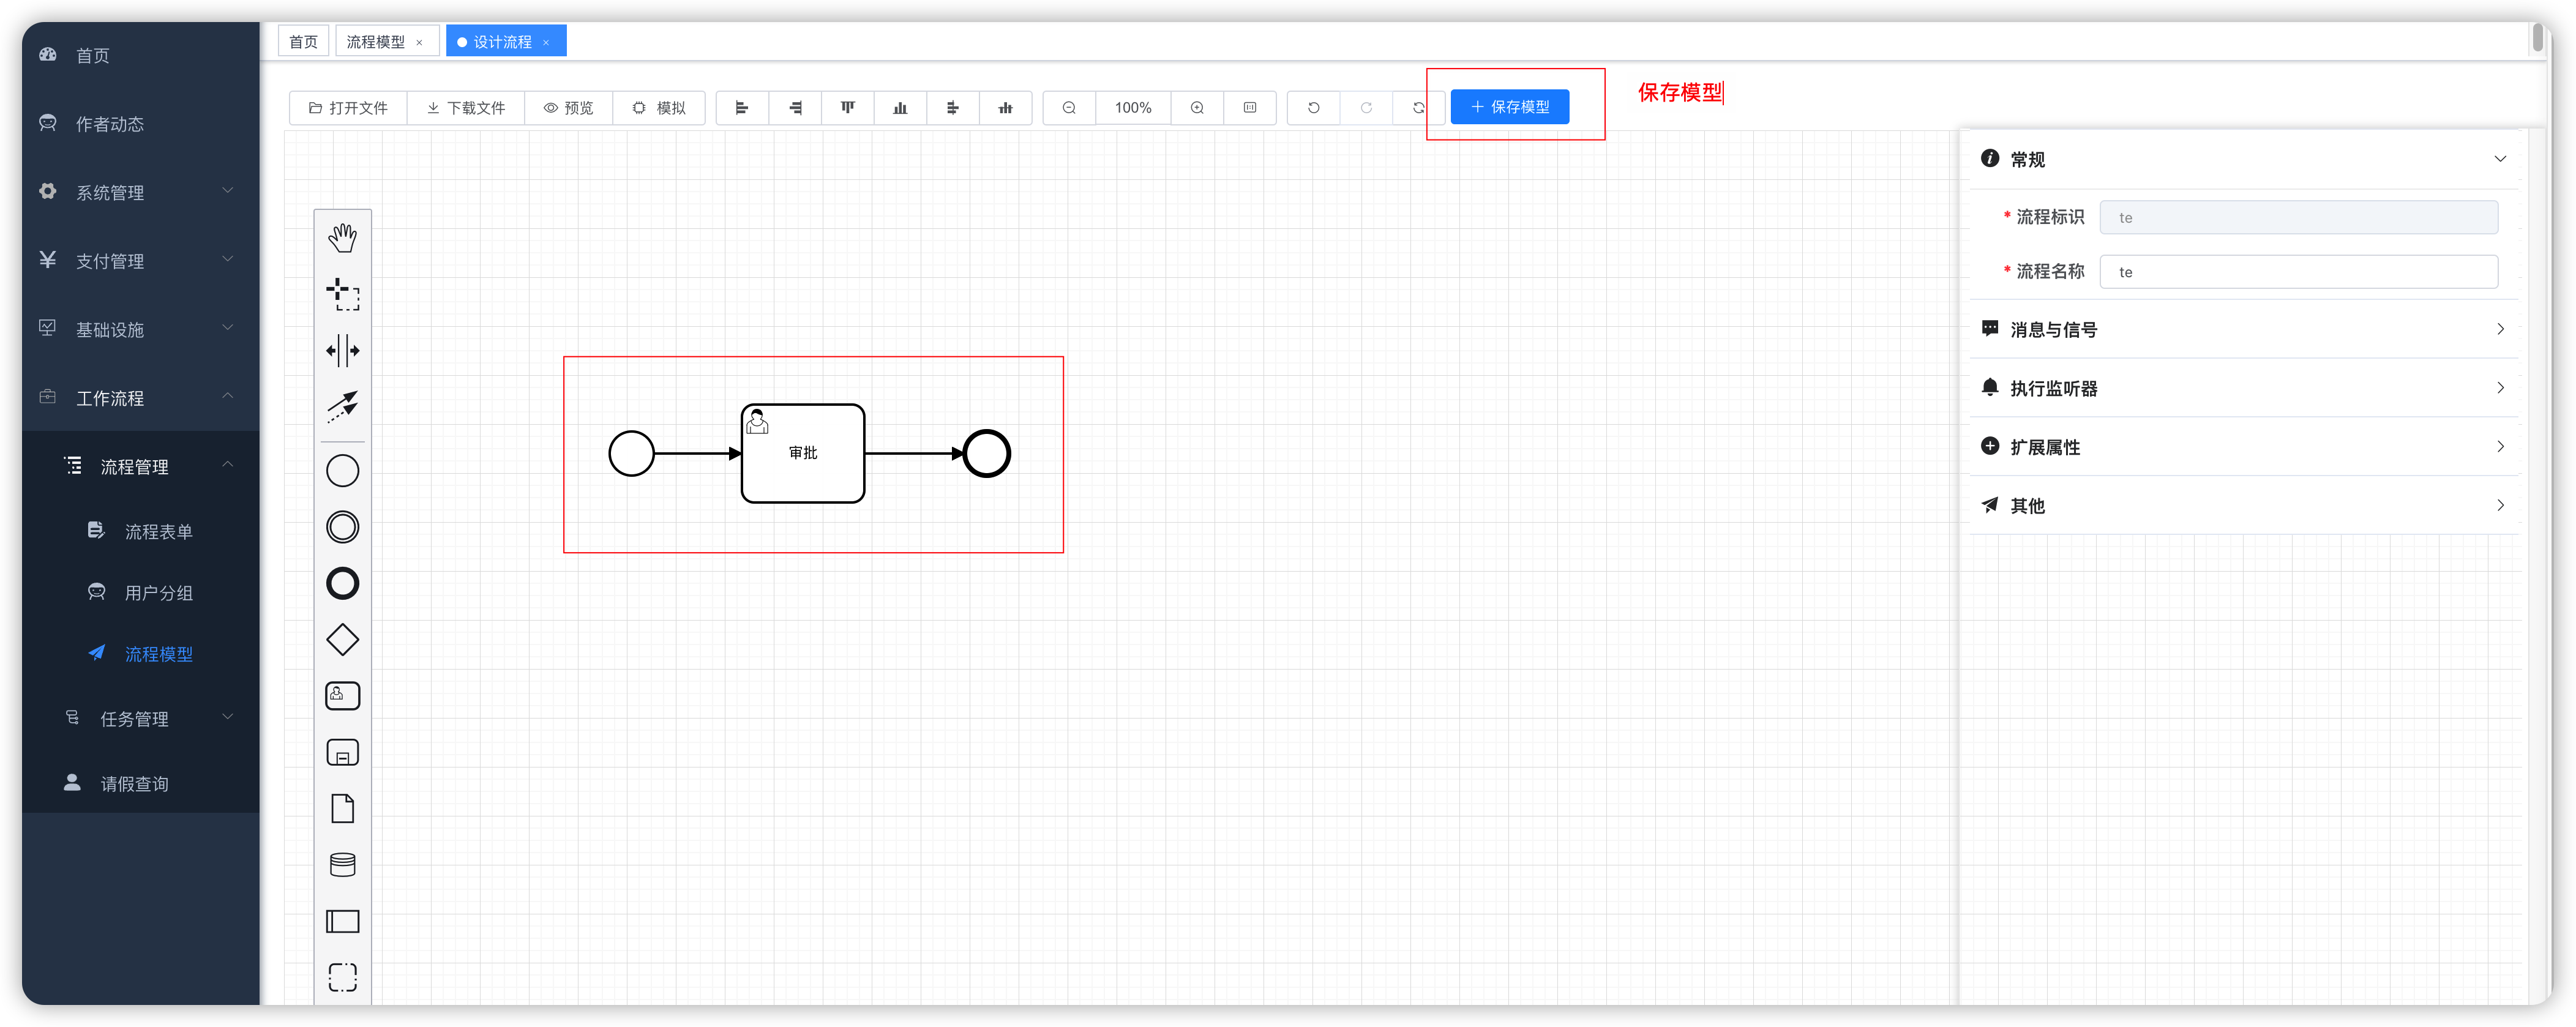 首页
作者动态
系统管理
支付管理
基础设施
工作流程
流程管理
流程表单
用户分组
流程模型
任务管理
请假查询
首页 流程模型 × 设计流程 ×
打开文件 下载文件 预览 模拟 100% 保存模型
保存模型
审批
常规
* 流程标识 te
* 流程名称 te
消息与信号
执行监听器
扩展属性
其他